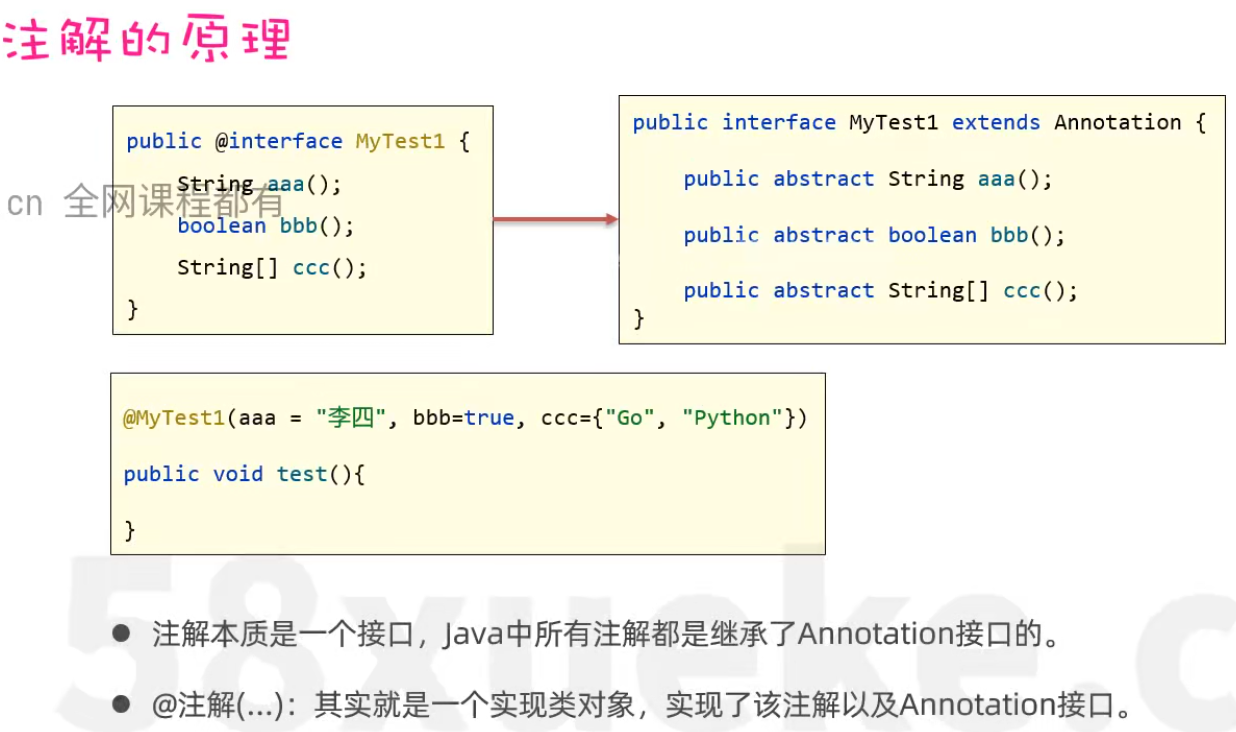 注解的原理
public @interface MyTest1 {
String aaa();
cn 全网课程都有
boolean bbb();
String[] ccc();
}
public interface MyTest1 extends Annotation {
public abstract String aaa();
public abstract boolean bbb();
public abstract String[] ccc();
}
@MyTest1(aaa = "李四", bbb=true, ccc={"Go", "Python"})
public void test(){
}
58xueke.c
● 注解本质是一个接口，Java中所有注解都是继承了Annotation接口的。
● @注解(...)：其实就是一个实现类对象，实现了该注解以及Annotation接口。